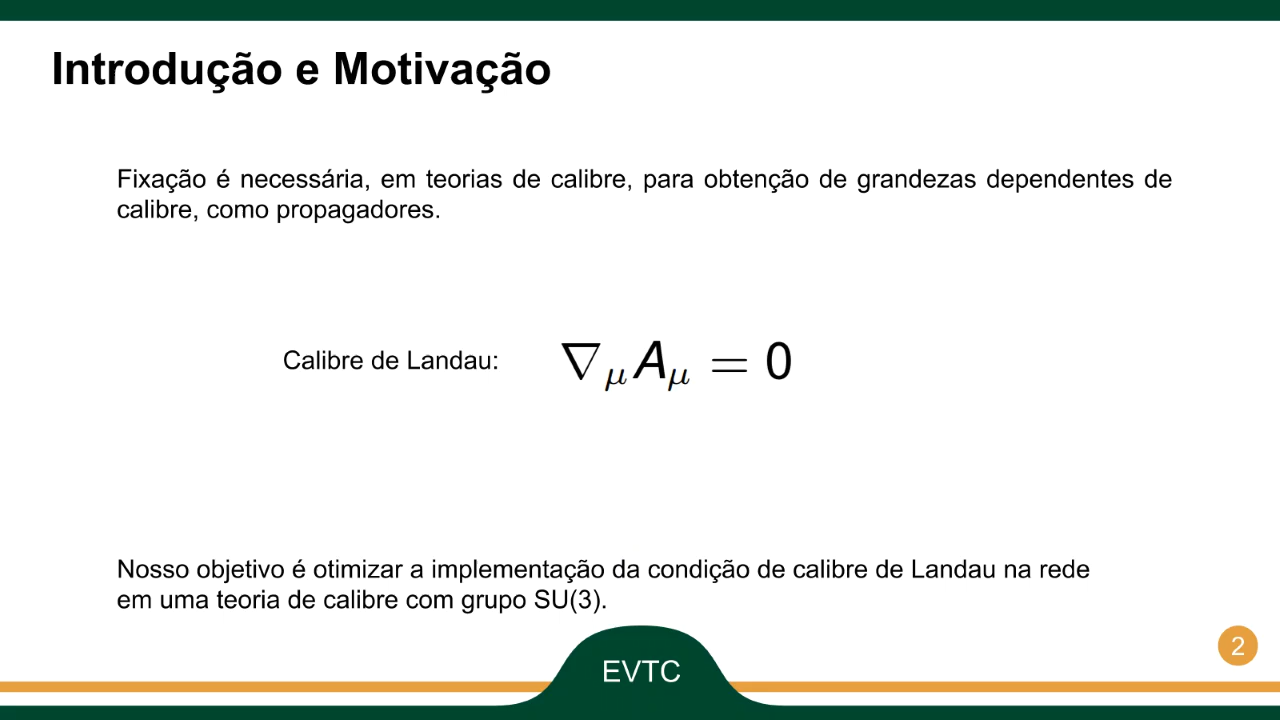 Introdução e Motivação
Fixação é necessária, em teorias de calibre, para obtenção de grandezas dependentes de
calibre, como propagadores.
Calibre de Landau: ∇μAμ = 0
Nosso objetivo é otimizar a implementação da condição de calibre de Landau na rede
em uma teoria de calibre com grupo SU(3).
2
EVTC